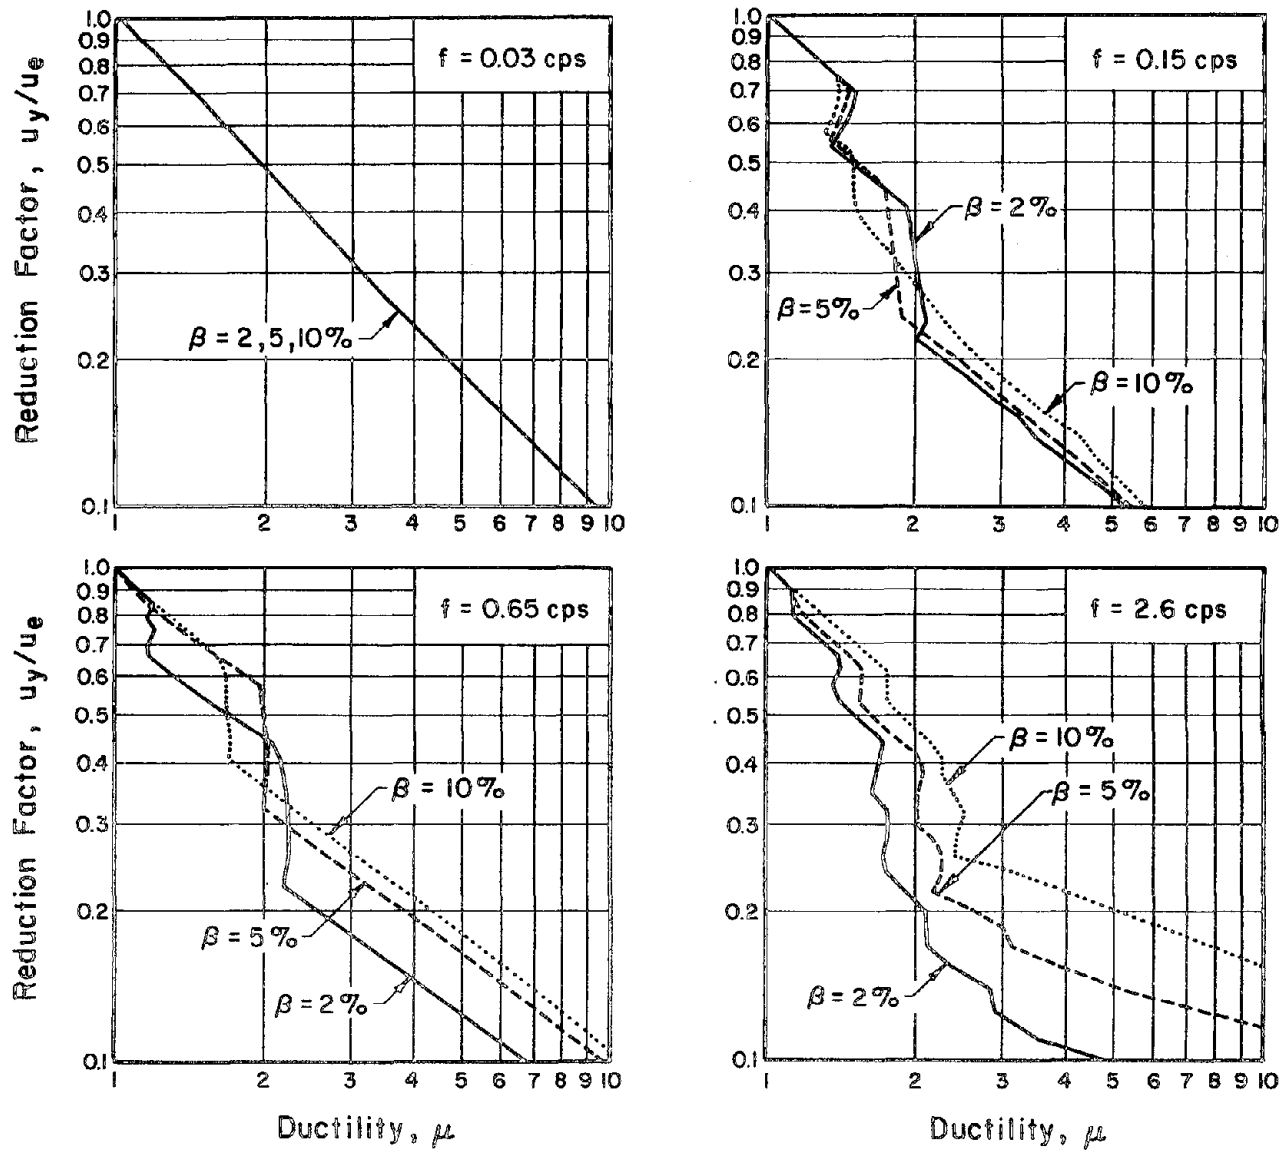 Reduction Factor, uy/ue
1.0
0.9
0.8
0.7
0.6
0.5
0.4
0.3
0.2
0.1
f = 0.03 cps
β = 2,5,10%
1 2 3 4 5 6 7 8 9 10
1.0
0.9
0.8
0.7
0.6
0.5
0.4
0.3
0.2
0.1
f = 0.15 cps
β = 2%
β = 5%
β = 10%
1 2 3 4 5 6 7 8 9 10
Reduction Factor, uy/ue
1.0
0.9
0.8
0.7
0.6
0.5
0.4
0.3
0.2
0.1
f = 0.65 cps
β = 10%
β = 5%
β = 2%
1 2 3 4 5 6 7 8 9 10
Ductility, μ
1.0
0.9
0.8
0.7
0.6
0.5
0.4
0.3
0.2
0.1
f = 2.6 cps
β = 10%
β = 5%
β = 2%
1 2 3 4 5 6 7 8 9 10
Ductility, μ